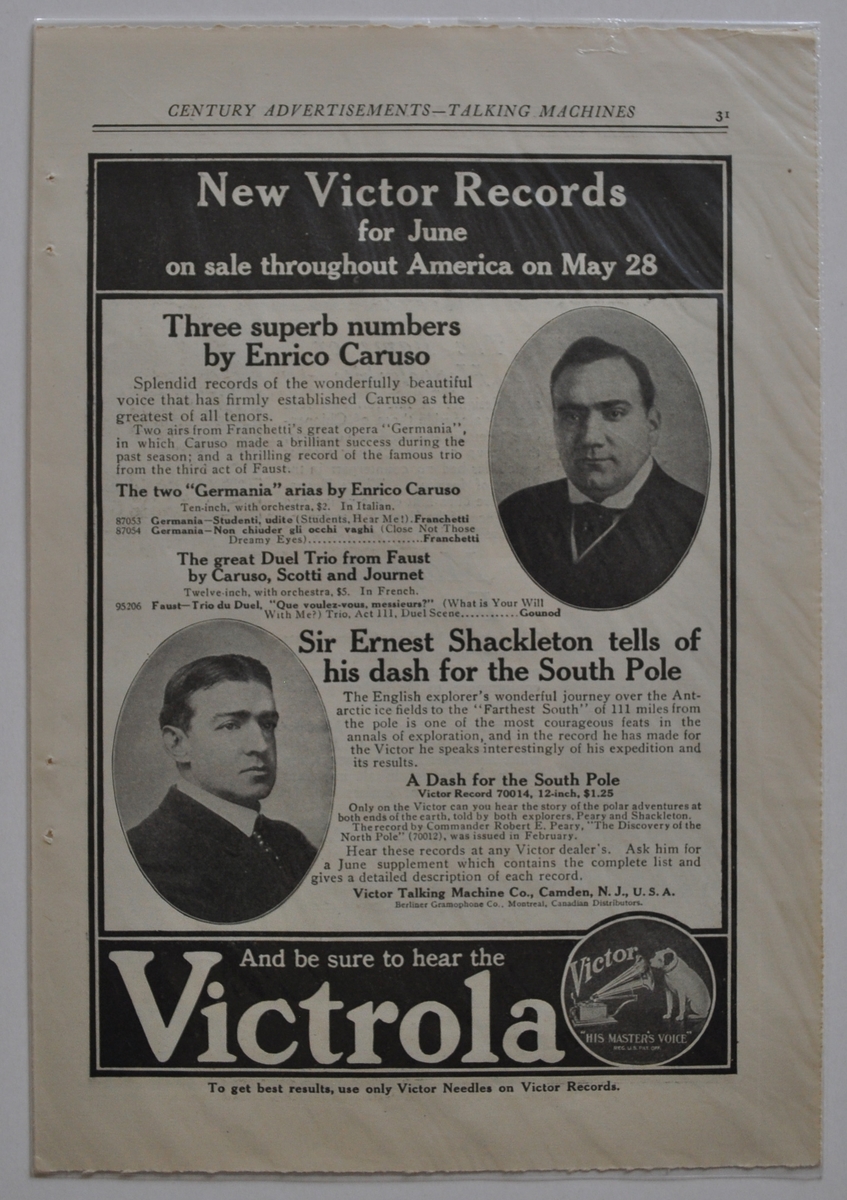 CENTURY ADVERTISEMENTS—TALKING MACHINES 31
New Victor Records
for June
on sale throughout America on May 28
Three superb numbers
by Enrico Caruso
Splendid records of the wonderfully beautiful
voice that has firmly established Caruso as the
greatest of all tenors.
Two airs from Franchetti's great opera "Germania",
in which Caruso made a brilliant success during the
past season; and a thrilling record of the famous trio
from the third act of Faust.
The two "Germania" arias by Enrico Caruso
Ten-inch, with orchestra, $2. In Italian.
87053 Germania—Studenti, udite (Students, Hear Me!).Franchetti
87054 Germania—Non chiuder gli occhi vaghi (Close Not Those
Dreamy Eyes).......................Franchetti
The great Duel Trio from Faust
by Caruso, Scotti and Journet
Twelve-inch, with orchestra, $5. In French.
95206 Faust—Trio du Duel, "Que voulez-vous, messieurs?" (What is Your Will
With Me?) Trio, Act III, Duel Scene............Gounod
Sir Ernest Shackleton tells of
his dash for the South Pole
The English explorer's wonderful journey over the Ant-
arctic ice fields to the "Farthest South" of 111 miles from
the pole is one of the most courageous feats in the
annals of exploration, and in the record he has made for
the Victor he speaks interestingly of his expedition and
its results.
A Dash for the South Pole
Victor Record 70014, 12-inch, $1.25
Only on the Victor can you hear the story of the polar adventures at
both ends of the earth, told by both explorers, Peary and Shackleton.
The record by Commander Robert E. Peary, "The Discovery of the
North Pole" (70012), was issued in February.
Hear these records at any Victor dealer's. Ask him for
a June supplement which contains the complete list and
gives a detailed description of each record.
Victor Talking Machine Co., Camden, N. J., U. S. A.
Berliner Gramophone Co., Montreal, Canadian Distributors.
And be sure to hear the
Victrola
Victor
"HIS MASTER'S VOICE"
REG. U.S. PAT. OFF.
To get best results, use only Victor Needles on Victor Records.